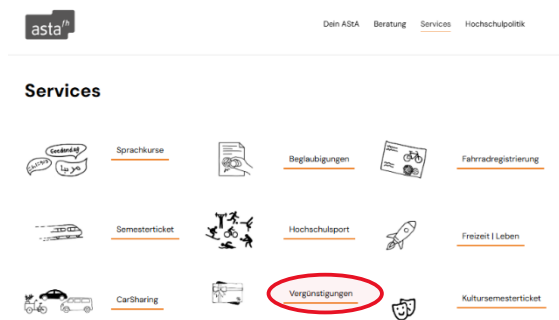 asta fh
Dein AStA Beratung Services Hochschulpolitik
Services
Sprachkurse
Beglaubigungen
Fahrradregistrierung
Semesterticket
Hochschulsport
Freizeit | Leben
CarSharing
Vergünstigungen
Kultursemesterticket